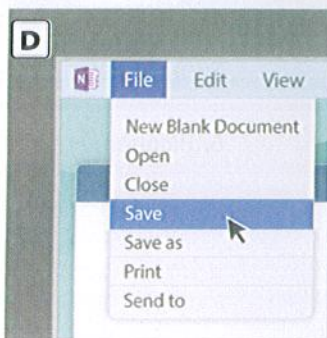 D
N File Edit View
New Blank Document
Open
Close
Save
Save as
Print
Send to